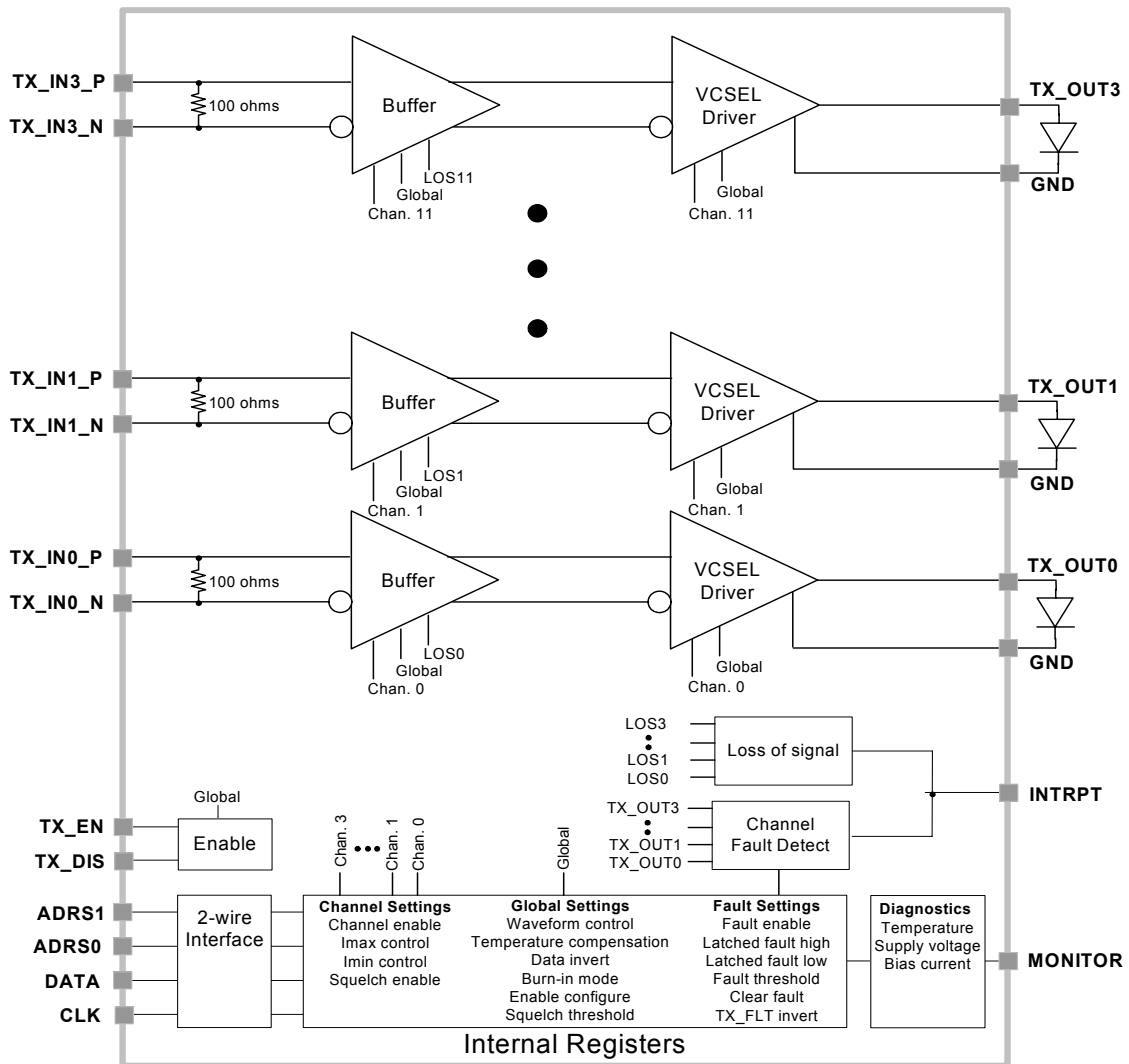 TX_IN3_P
TX_IN3_N
100 ohms
Buffer
LOS11
Global
Chan. 11
VCSEL
Driver
Global
Chan. 11
TX_OUT3
GND
TX_IN1_P
TX_IN1_N
100 ohms
Buffer
LOS1
Global
Chan. 1
VCSEL
Driver
Global
Chan. 1
TX_OUT1
GND
TX_IN0_P
TX_IN0_N
100 ohms
Buffer
LOS0
Global
Chan. 0
VCSEL
Driver
Global
Chan. 0
TX_OUT0
GND
LOS3
LOS1
LOS0
Loss of signal
INTRPT
TX_OUT3
TX_OUT1
TX_OUT0
Channel
Fault Detect
TX_EN
TX_DIS
Global
Enable
Chan. 3
Chan. 1
Chan. 0
Global
ADRS1
ADRS0
DATA
CLK
2-wire
Interface
Channel Settings
Channel enable
Imax control
Imin control
Squelch enable
Global Settings
Waveform control
Temperature compensation
Data invert
Burn-in mode
Enable configure
Squelch threshold
Fault Settings
Fault enable
Latched fault high
Latched fault low
Fault threshold
Clear fault
TX_FLT invert
Diagnostics
Temperature
Supply voltage
Bias current
MONITOR
Internal Registers